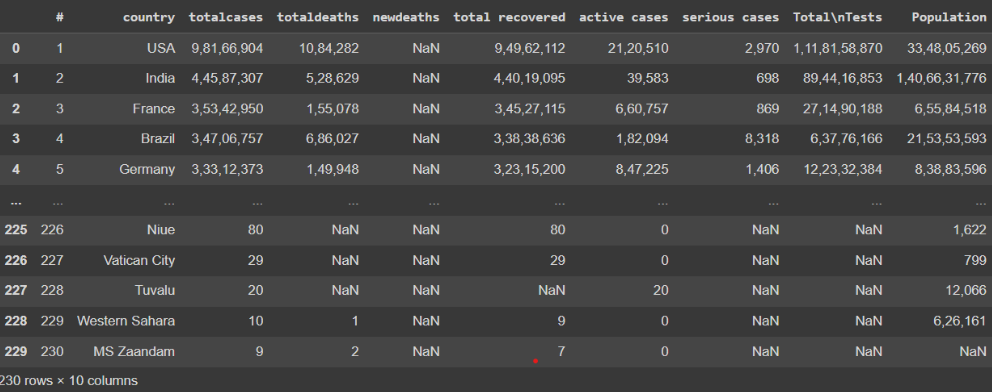 # country totalcases totaldeaths newdeaths total recovered active cases serious cases Total\nTests Population
0 1 USA 9,81,66,904 10,84,282 NaN 9,49,62,112 21,20,510 2,970 1,11,81,58,870 33,48,05,269
1 2 India 4,45,87,307 5,28,629 NaN 4,40,19,095 39,583 698 89,44,16,853 1,40,66,31,776
2 3 France 3,53,42,950 1,55,078 NaN 3,45,27,115 6,60,757 869 27,14,90,188 6,55,84,518
3 4 Brazil 3,47,06,757 6,86,027 NaN 3,38,38,636 1,82,094 8,318 6,37,76,166 21,53,53,593
4 5 Germany 3,33,12,373 1,49,948 NaN 3,23,15,200 8,47,225 1,406 12,23,32,384 8,38,83,596
... ... ... ... ... ... ... ... ... ... ...
225 226 Niue 80 NaN NaN 80 0 NaN NaN 1,622
226 227 Vatican City 29 NaN NaN 29 0 NaN NaN 799
227 228 Tuvalu 20 NaN NaN NaN 20 NaN NaN 12,066
228 229 Western Sahara 10 1 NaN 9 0 NaN NaN 6,26,161
229 230 MS Zaandam 9 2 NaN 7 0 NaN NaN NaN
230 rows × 10 columns